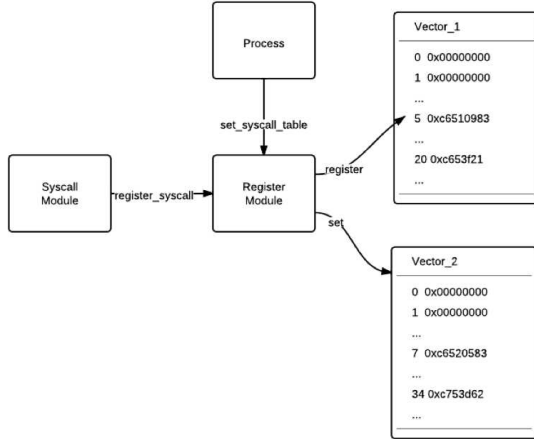 Process
set_syscall_table
Syscall
Module
register_syscall
Register
Module
register
set
Vector_1
0 0x00000000
1 0x00000000
...
5 0xc6510983
...
20 0xc653f21
...
Vector_2
0 0x00000000
1 0x00000000
...
7 0xc6520583
...
34 0xc753d62
...